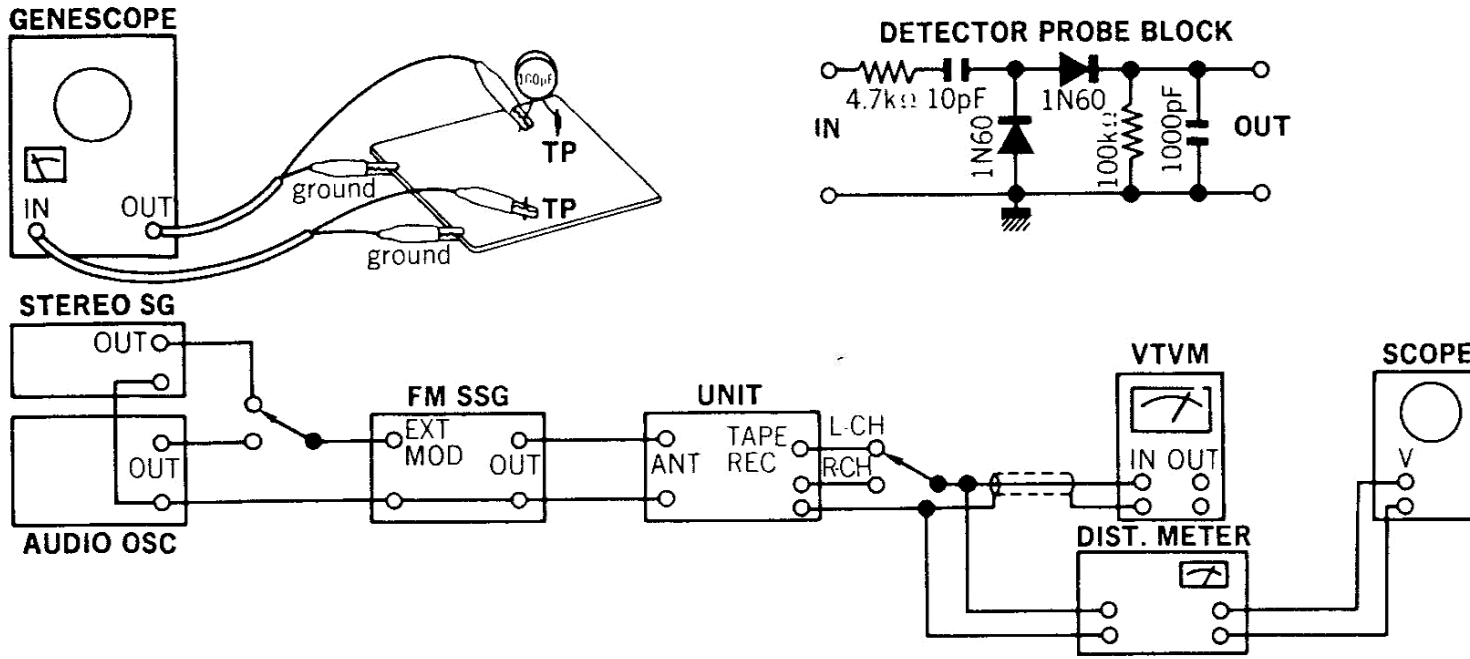 GENESCOPE
100µF
TP
ground
IN
OUT
TP
ground
DETECTOR PROBE BLOCK
4.7kΩ
10pF
1N60
IN
1N60
100kΩ
1000pF
OUT
STEREO SG
OUT
AUDIO OSC
OUT
FM SSG
EXT
MOD
OUT
UNIT
ANT
TAPE
REC
L-CH
R-CH
VTVM
IN OUT
DIST. METER
SCOPE
V